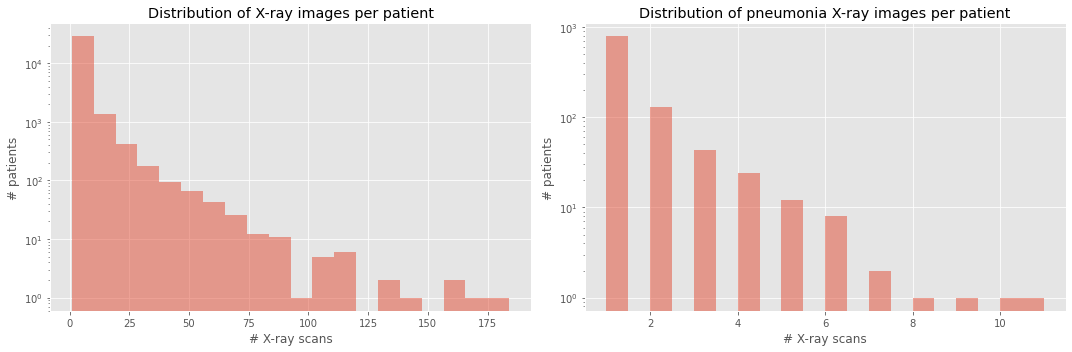 Distribution of X-ray images per patient
# patients
10⁴
10³
10²
10¹
10⁰
0 25 50 75 100 125 150 175
# X-ray scans
Distribution of pneumonia X-ray images per patient
# patients
10³
10²
10¹
10⁰
2 4 6 8 10
# X-ray scans